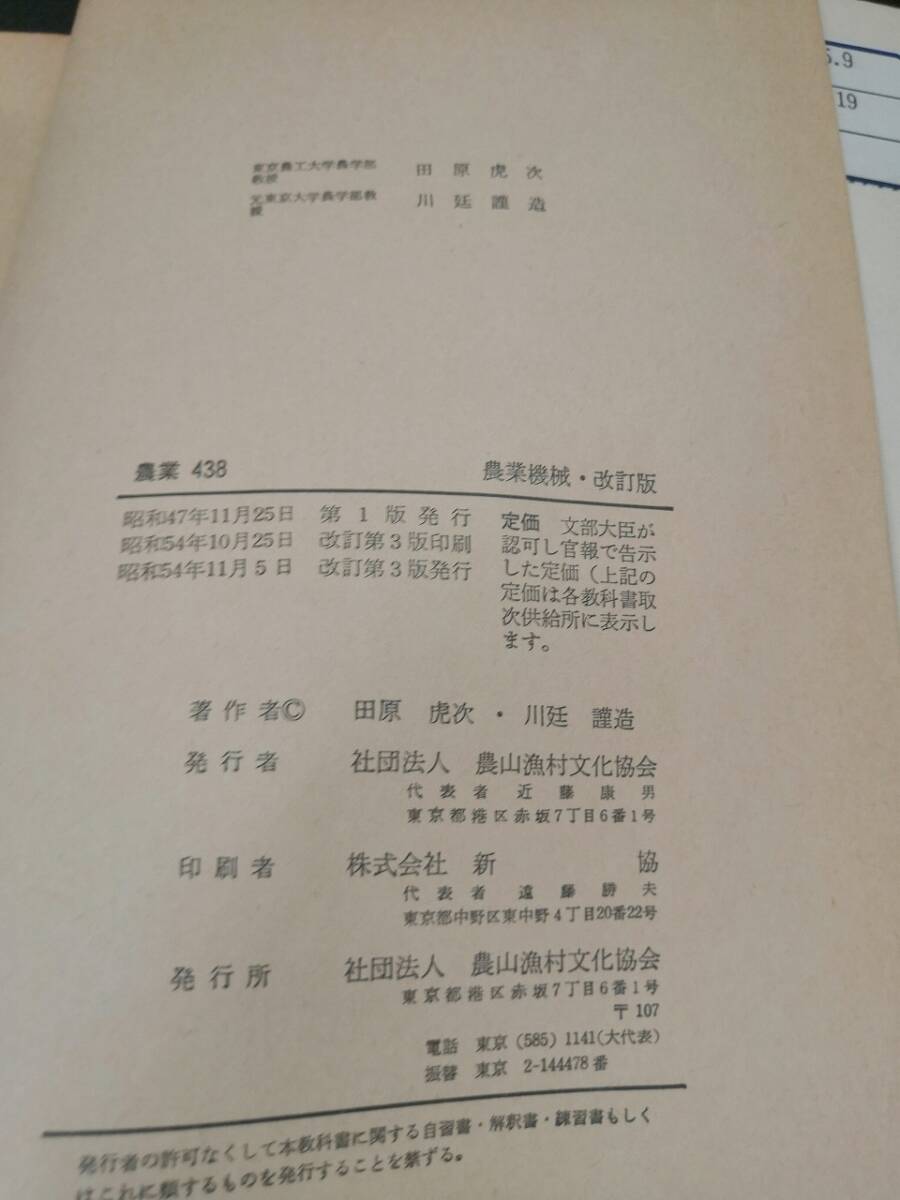 5.9
19
東京農工大学農学部教授 田原虎次
元東京大学農学部教授 川廷謹造
農業 438 農業機械・改訂版
昭和47年11月25日 第1版発行
昭和54年10月25日 改訂第3版印刷
昭和54年11月5日 改訂第3版発行
定価 文部大臣が
認可し官報で告示
した定価(上記の
定価は各教科書取
次供給所に表示し
ます。
著作者© 田原 虎次・川廷 謹造
発行者 社団法人 農山漁村文化協会
代表者 近藤康男
東京都港区赤坂7丁目6番1号
印刷者 株式会社 新協
代表者 遠藤勝夫
東京都中野区東中野4丁目20番22号
発行所 社団法人 農山漁村文化協会
東京都港区赤坂7丁目6番1号
〒107
電話 東京 (585) 1141(大代表)
振替 東京 2-144478番
発行者の許可なくして本教科書に関する自習書・解釈書・練習書もしく
はこれに類するものを発行することを禁ずる。